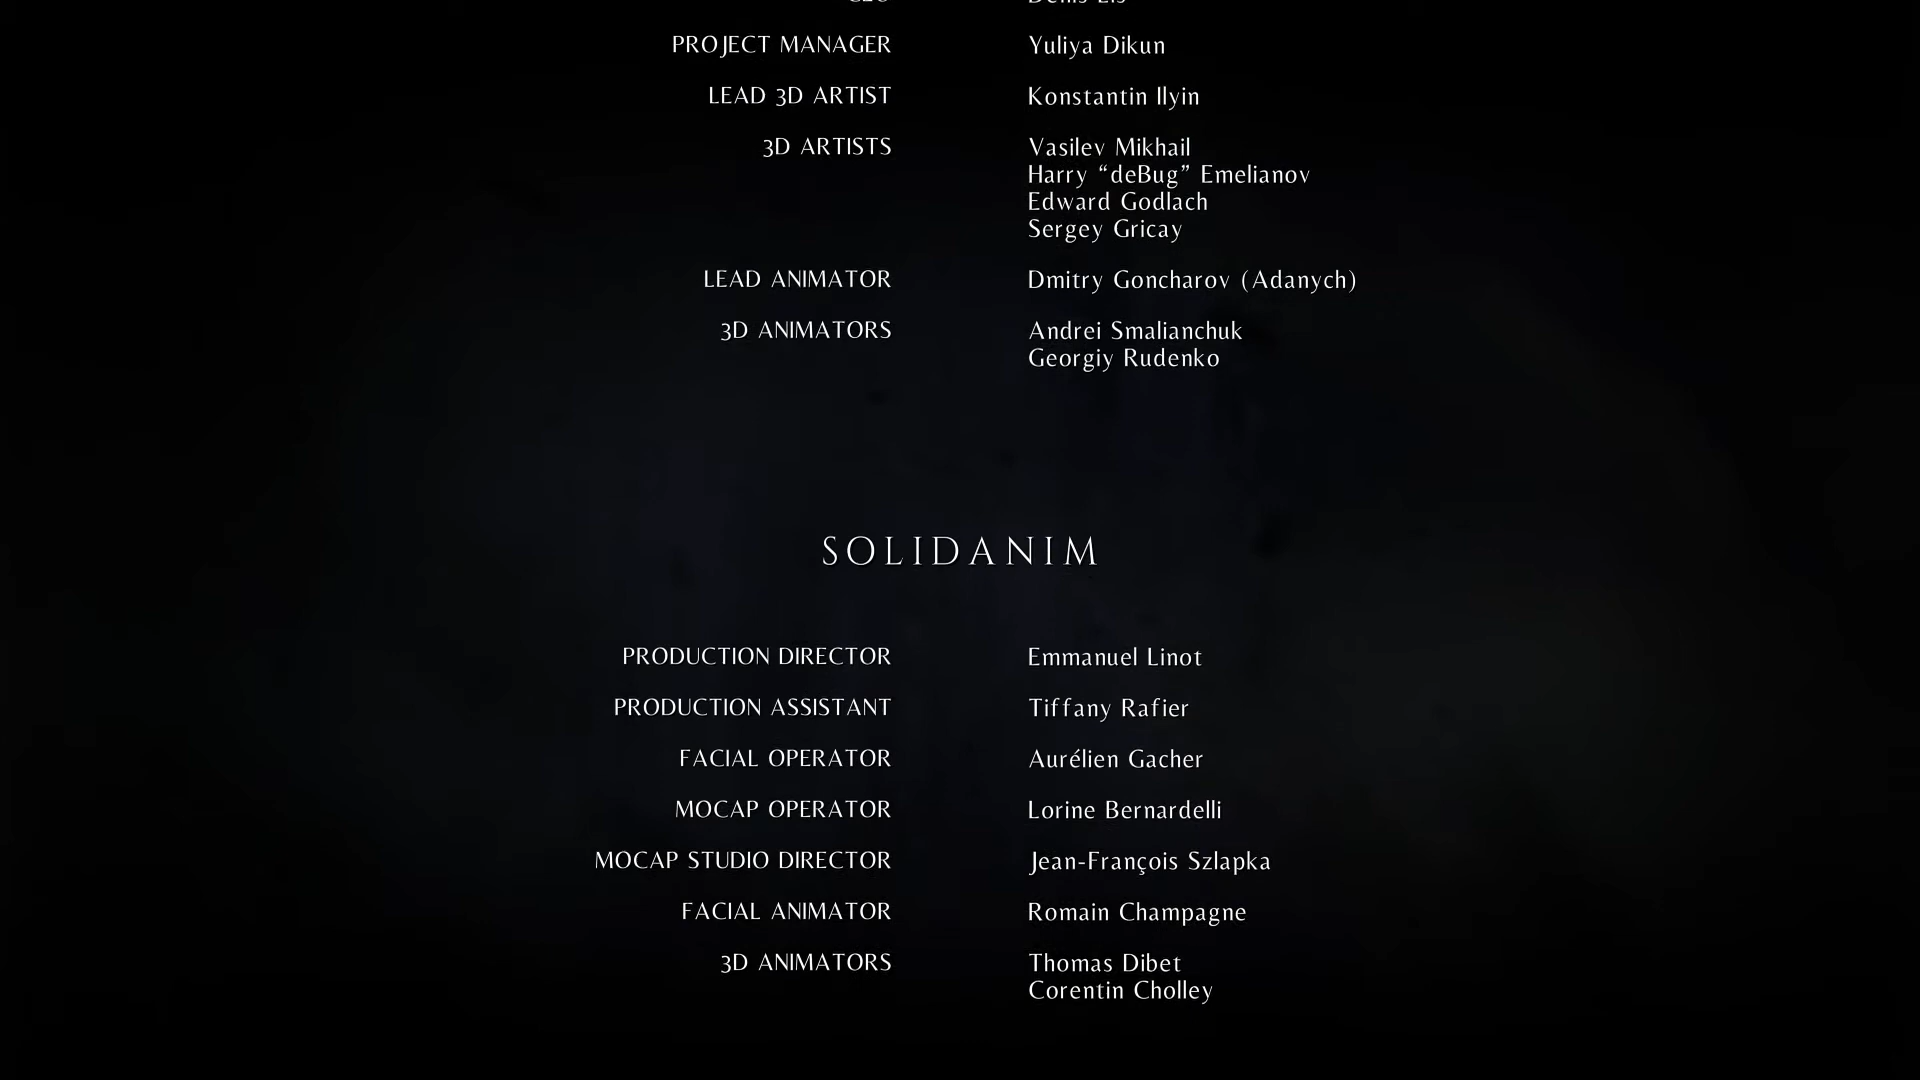 PROJECT MANAGER Yuliya Dikun
LEAD 3D ARTIST Konstantin Ilyin
3D ARTISTS Vasilev Mikhail
Harry “deBug” Emelianov
Edward Godlach
Sergey Gricay
LEAD ANIMATOR Dmitry Goncharov (Adanych)
3D ANIMATORS Andrei Smalianchuk
Georgiy Rudenko
SOLIDANIM
PRODUCTION DIRECTOR Emmanuel Linot
PRODUCTION ASSISTANT Tiffany Rafier
FACIAL OPERATOR Aurélien Gacher
MOCAP OPERATOR Lorine Bernardelli
MOCAP STUDIO DIRECTOR Jean-François Szlapka
FACIAL ANIMATOR Romain Champagne
3D ANIMATORS Thomas Dibet
Corentin Cholley